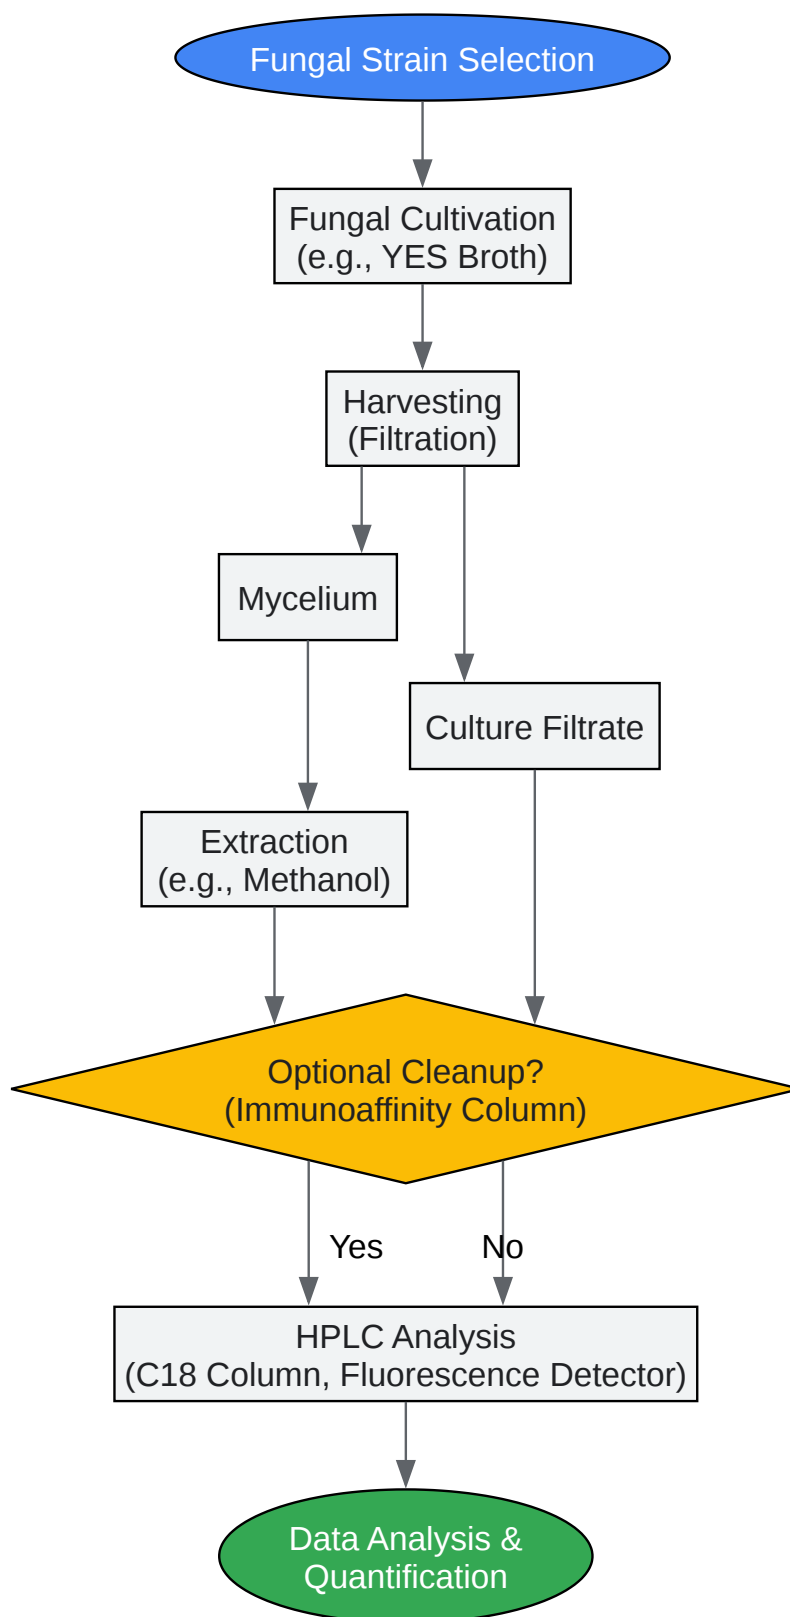 Fungal Strain Selection
Fungal Cultivation
(e.g., YES Broth)
Harvesting
(Filtration)
Mycelium
Culture Filtrate
Extraction
(e.g., Methanol)
Optional Cleanup?
(Immunoaffinity Column)
Yes
No
HPLC Analysis
(C18 Column, Fluorescence Detector)
Data Analysis &
Quantification